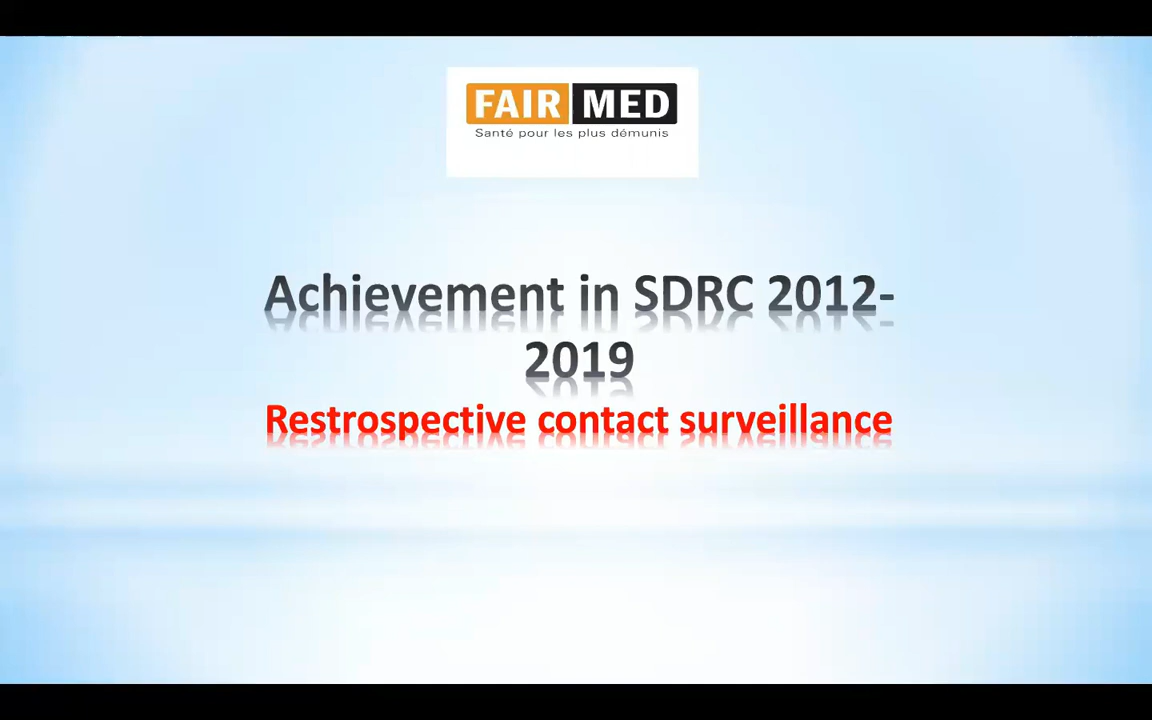 FAIR MED
Santé pour les plus démunis
Achievement in SDRC 2012-
2019
Restrospective contact surveillance